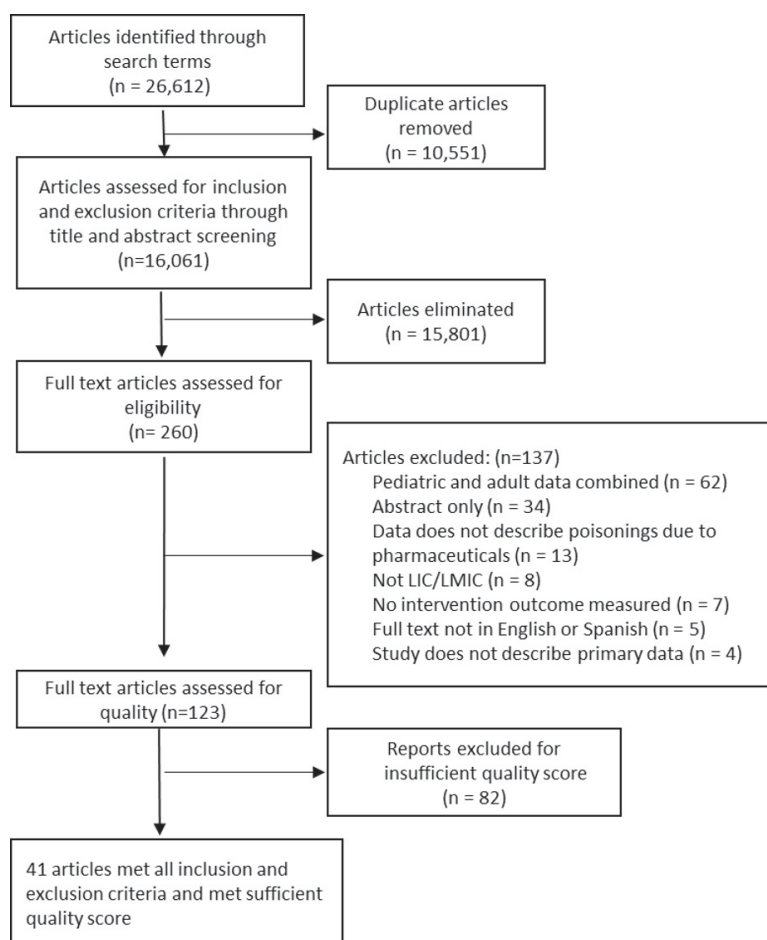 Articles identified through
search terms
(n = 26,612)
Duplicate articles
removed
(n = 10,551)
Articles assessed for inclusion
and exclusion criteria through
title and abstract screening
(n=16,061)
Articles eliminated
(n = 15,801)
Full text articles assessed for
eligibility
(n = 260)
Articles excluded: (n=137)
Pediatric and adult data combined (n = 62)
Abstract only (n = 34)
Data does not describe poisonings due to
pharmaceuticals (n = 13)
Not LIC/LMIC (n = 8)
No intervention outcome measured (n = 7)
Full text not in English or Spanish (n = 5)
Study does not describe primary data (n = 4)
Full text articles assessed for
quality (n=123)
Reports excluded for
insufficient quality score
(n = 82)
41 articles met all inclusion and
exclusion criteria and met sufficient
quality score